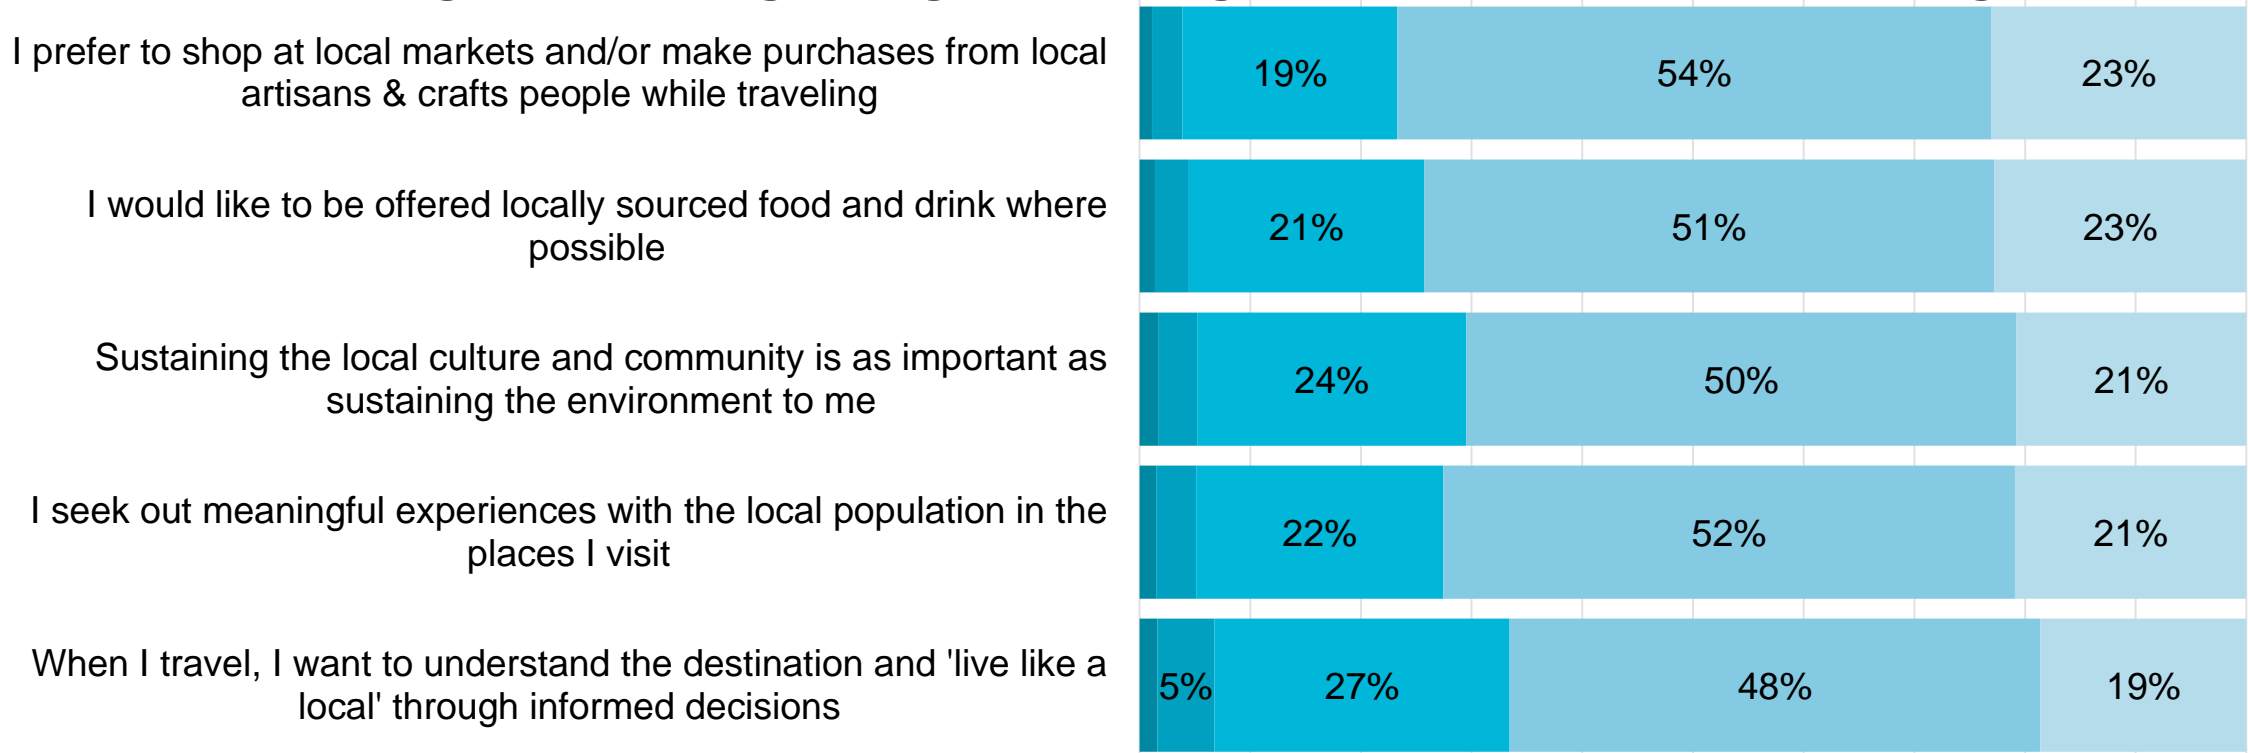 I prefer to shop at local markets and/or make purchases from local
artisans & crafts people while traveling
19% 54% 23%
I would like to be offered locally sourced food and drink where
possible
21% 51% 23%
Sustaining the local culture and community is as important as
sustaining the environment to me
24% 50% 21%
I seek out meaningful experiences with the local population in the
places I visit
22% 52% 21%
When I travel, I want to understand the destination and 'live like a
local' through informed decisions
5% 27% 48% 19%